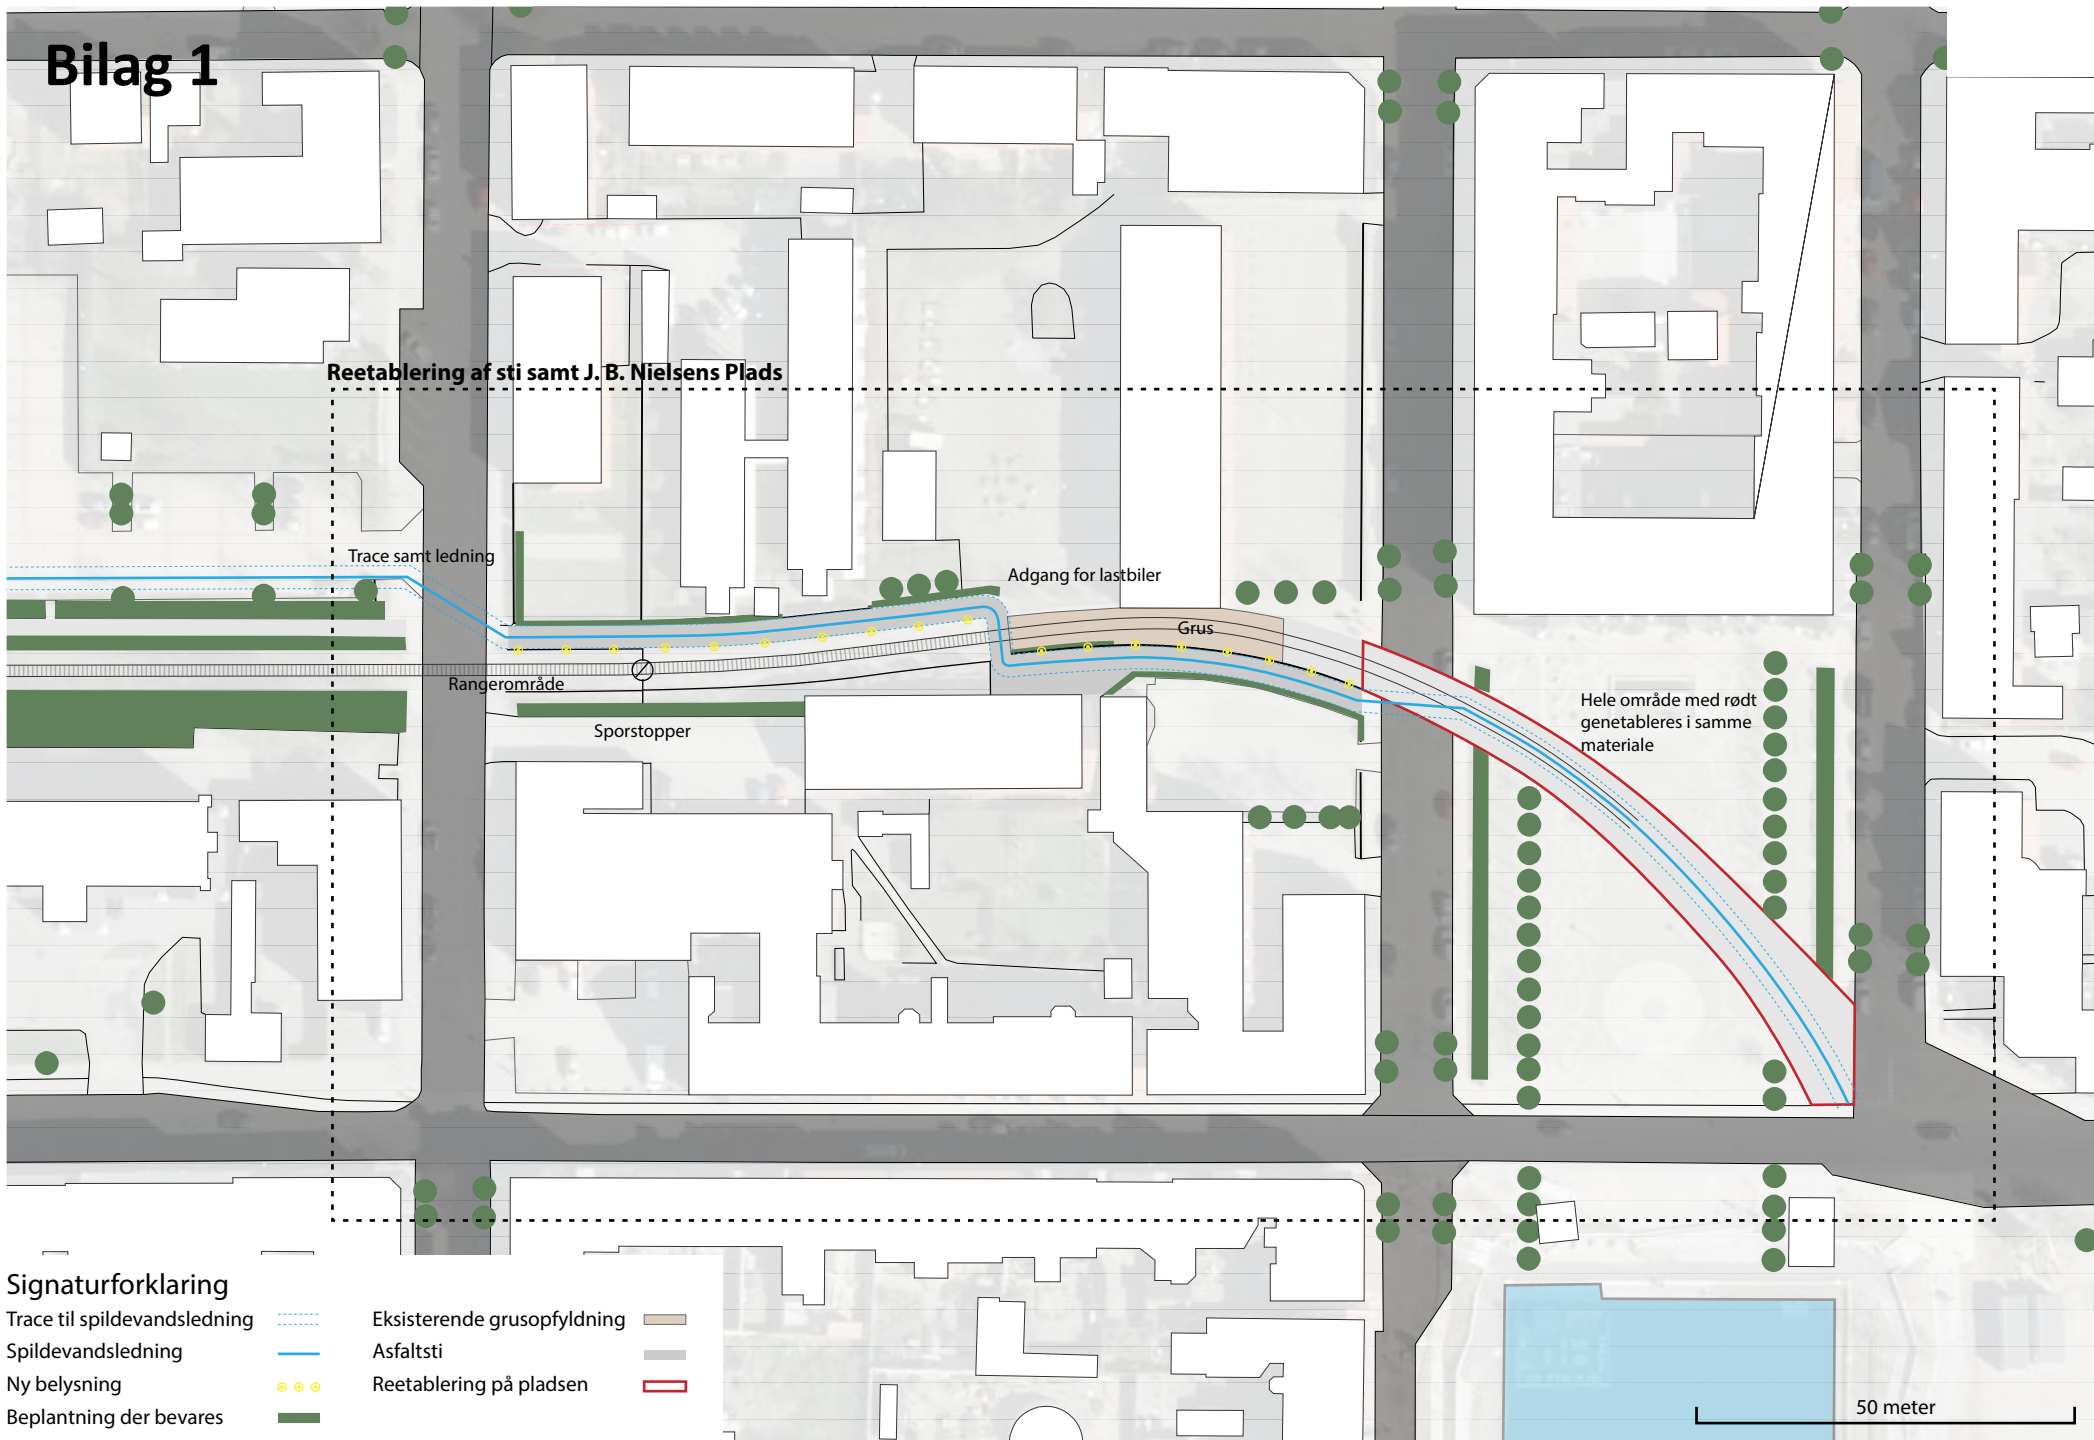 Bilag 1
Reetablering af sti samt J. B. Nielsens Plads
Trace samt ledning
Adgang for lastbiler
Grus
Rangerområde
Sporstopper
Hele område med rødt
genetableres i samme
materiale
Signaturforklaring
Trace til spildevandsledning
Spildevandsledning
Ny belysning
Beplantning der bevares
Eksisterende grusopfyldning
Asfaltsti
Reetablering på pladsen
50 meter